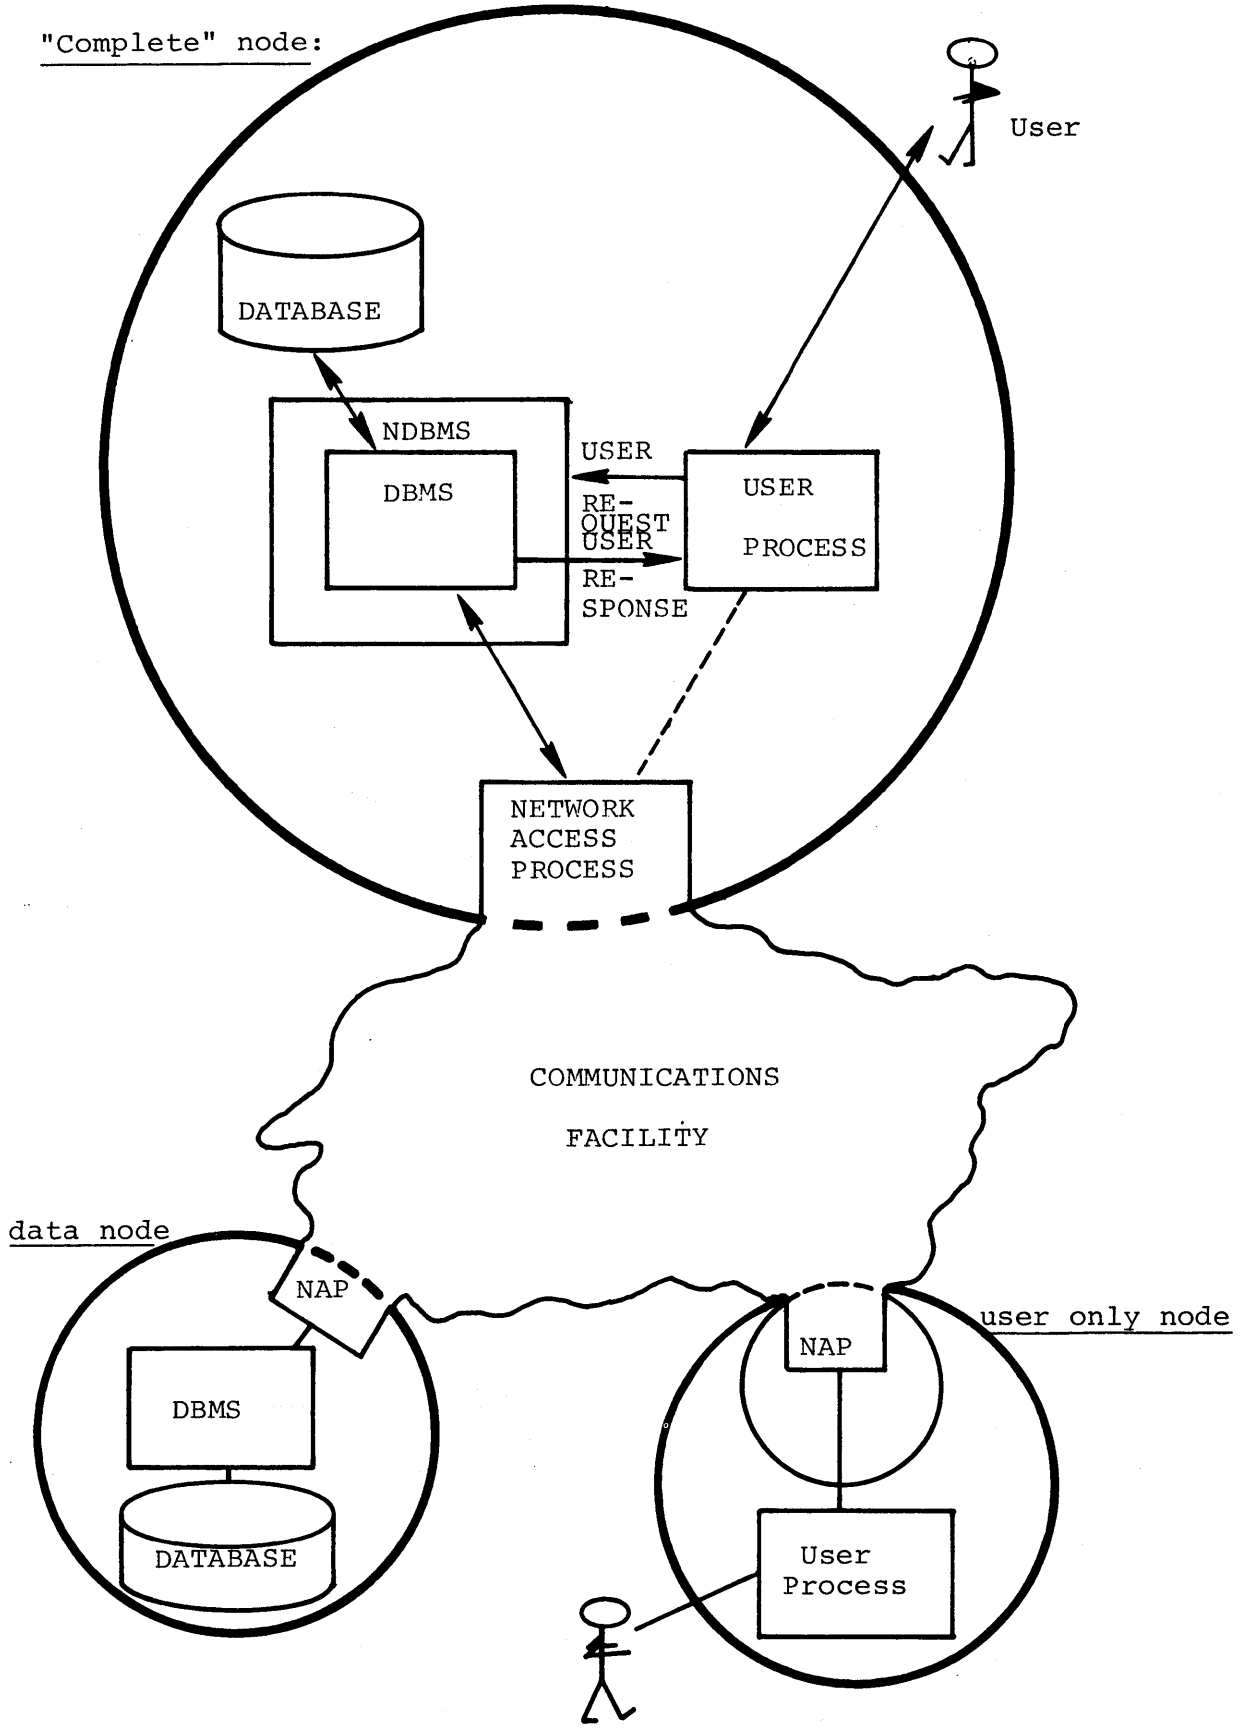 "Complete" node:
User
DATABASE
NDBMS
DBMS
USER
RE-
QUEST
USER
RE-
SPONSE
USER
PROCESS
NETWORK
ACCESS
PROCESS
COMMUNICATIONS
FACILITY
data node
NAP
DBMS
DATABASE
user only node
NAP
User
Process